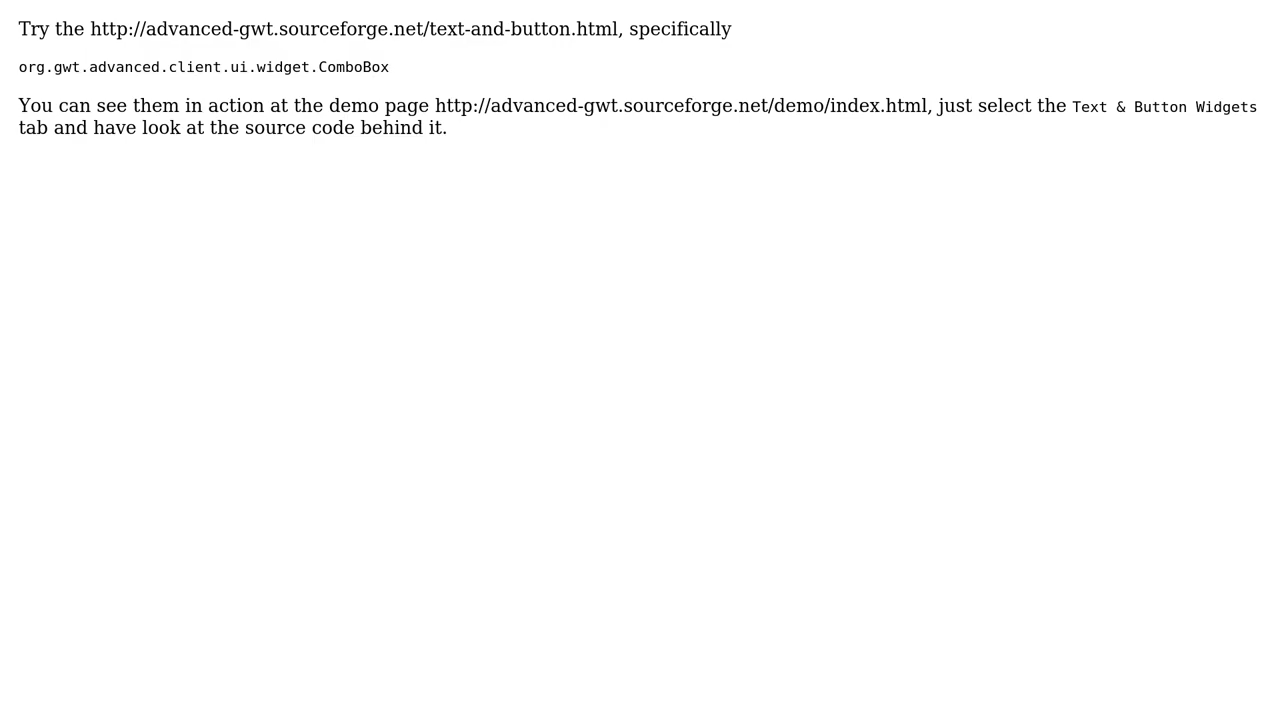 Try the http://advanced-gwt.sourceforge.net/text-and-button.html, specifically
org.gwt.advanced.client.ui.widget.ComboBox
You can see them in action at the demo page http://advanced-gwt.sourceforge.net/demo/index.html, just select the Text & Button Widgets
tab and have look at the source code behind it.